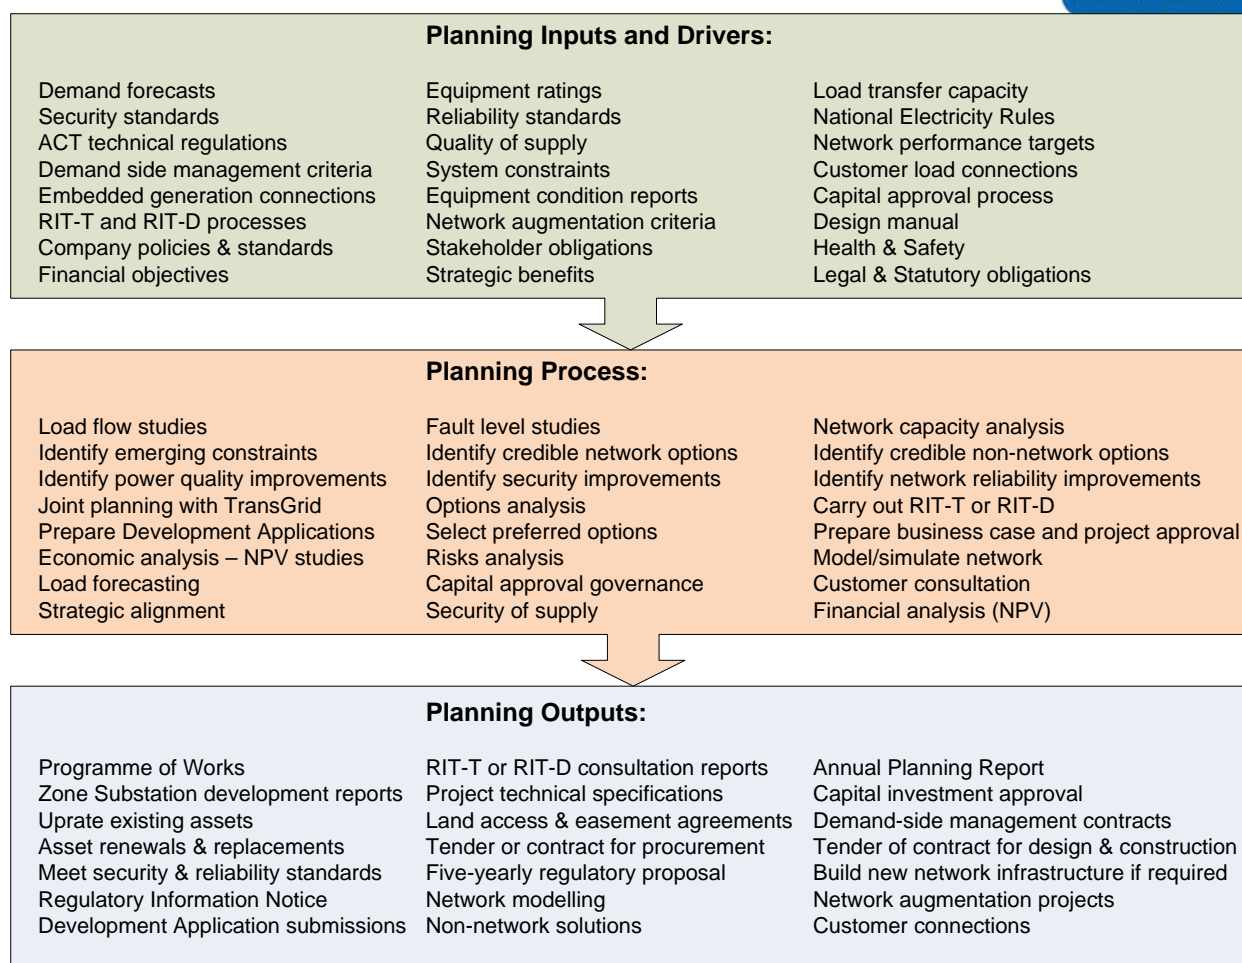 Planning Inputs and Drivers:
Demand forecasts Equipment ratings Load transfer capacity
Security standards Reliability standards National Electricity Rules
ACT technical regulations Quality of supply Network performance targets
Demand side management criteria System constraints Customer load connections
Embedded generation connections Equipment condition reports Capital approval process
RIT-T and RIT-D processes Network augmentation criteria Design manual
Company policies & standards Stakeholder obligations Health & Safety
Financial objectives Strategic benefits Legal & Statutory obligations
Planning Process:
Load flow studies Fault level studies Network capacity analysis
Identify emerging constraints Identify credible network options Identify credible non-network options
Identify power quality improvements Identify security improvements Identify network reliability improvements
Joint planning with TransGrid Options analysis Carry out RIT-T or RIT-D
Prepare Development Applications Select preferred options Prepare business case and project approval
Economic analysis – NPV studies Risks analysis Model/simulate network
Load forecasting Capital approval governance Customer consultation
Strategic alignment Security of supply Financial analysis (NPV)
Planning Outputs:
Programme of Works RIT-T or RIT-D consultation reports Annual Planning Report
Zone Substation development reports Project technical specifications Capital investment approval
Uprate existing assets Land access & easement agreements Demand-side management contracts
Asset renewals & replacements Tender or contract for procurement Tender of contract for design & construction
Meet security & reliability standards Five-yearly regulatory proposal Build new network infrastructure if required
Regulatory Information Notice Network modelling Network augmentation projects
Development Application submissions Non-network solutions Customer connections